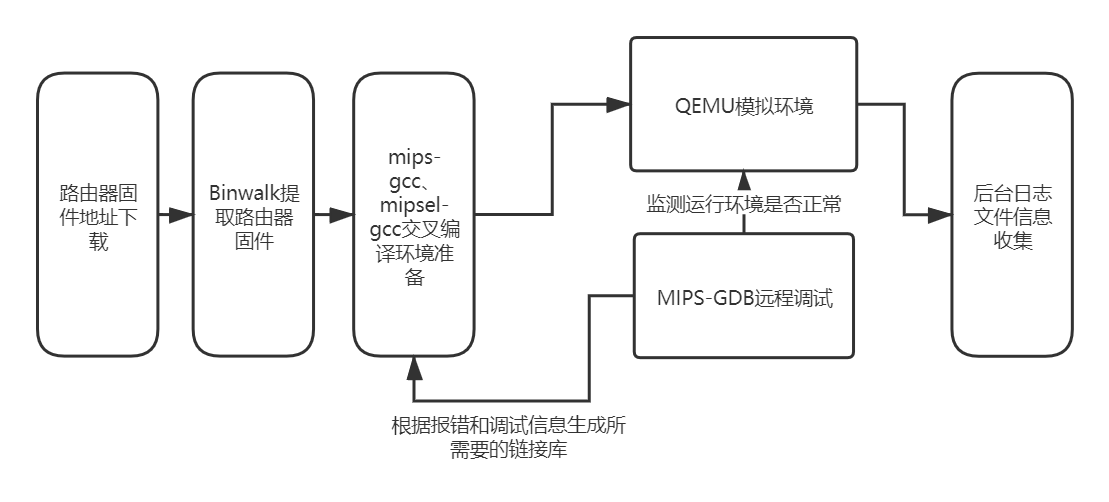 路由器固
件地址下
载
Binwalk提
取路由器
固件
mips-
gcc、
mipsel-
gcc交叉编
译环境准
备
QEMU模拟环境
监测运行环境是否正常
MIPS-GDB远程调试
根据报错和调试信息生成所
需要的链接库
后台日志
文件信息
收集